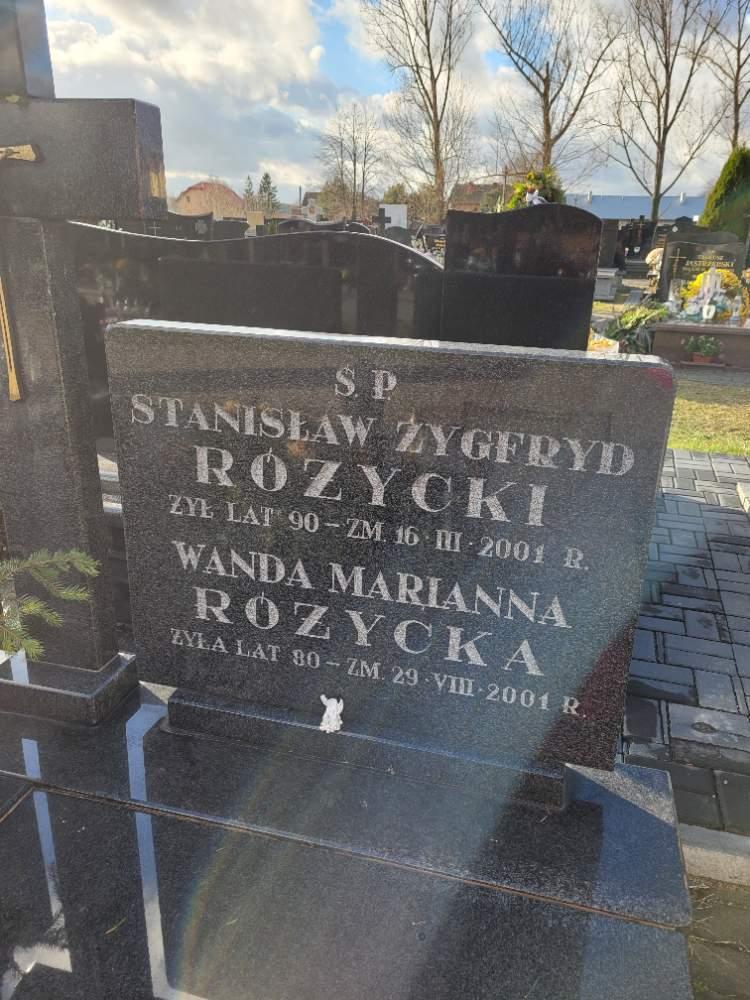 Ś P
STANISŁAW ZYGFRYD
RÓŻYCKI
ŻYŁ LAT 90 – ZM. 16 · III · 2001 R.
WANDA MARIANNA
RÓŻYCKA
ŻYŁA LAT 80 – ZM. 29 · VIII · 2001 R.
JASTRZĘBSKI